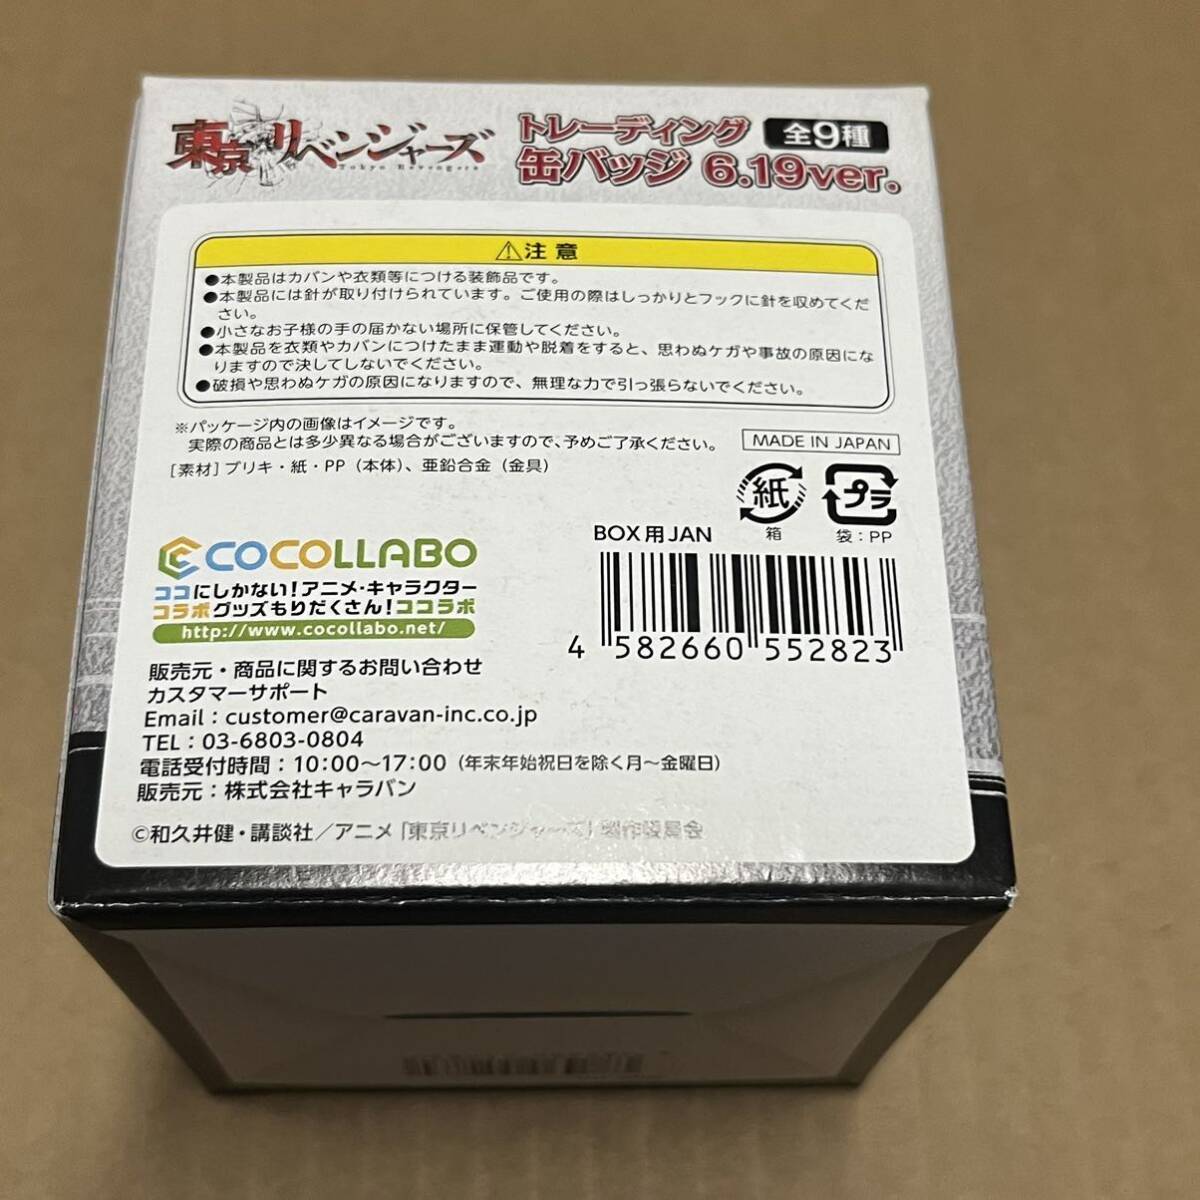 東京リベンジャーズ
Tokyo Revengers
トレーディング
缶バッジ 6.19ver.
全9種
⚠注意
●本製品はカバンや衣類等につける装飾品です。
●本製品には針が取り付けられています。ご使用の際はしっかりとフックに針を収めてくだ
さい。
●小さなお子様の手の届かない場所に保管してください。
●本製品を衣類やカバンにつけたまま運動や脱着をすると、思わぬケガや事故の原因にな
りますので決してしないでください。
●破損や思わぬケガの原因になりますので、無理な力で引っ張らないでください。
※パッケージ内の画像はイメージです。
実際の商品とは多少異なる場合がございますので、予めご了承ください。
MADE IN JAPAN
[素材] ブリキ・紙・PP（本体）、亜鉛合金（金具）
紙
箱
プラ
袋：PP
BOX用JAN
4 582660 552823
COCOLLABO
ココにしかない！アニメ・キャラクター
コラボグッズもりだくさん！ココラボ
http://www.cocollabo.net/
販売元・商品に関するお問い合わせ
カスタマーサポート
Email：customer@caravan-inc.co.jp
TEL：03-6803-0804
電話受付時間：10:00～17:00（年末年始祝日を除く月～金曜日）
販売元：株式会社キャラバン
©和久井健・講談社／アニメ「東京リベンジャーズ」製作委員会